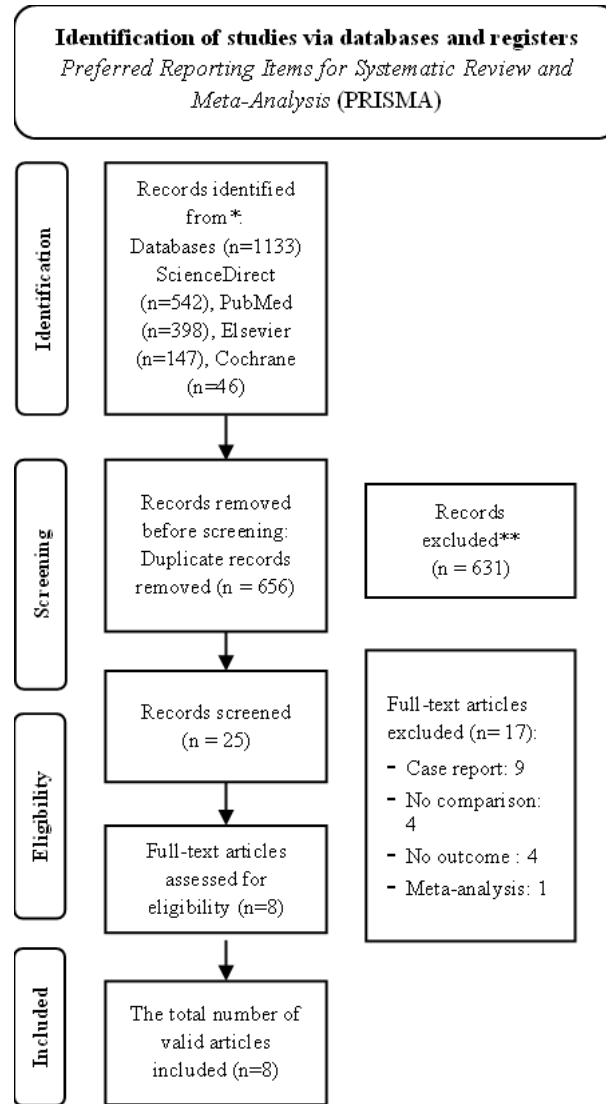 Identification of studies via databases and registers
Preferred Reporting Items for Systematic Review and
Meta-Analysis (PRISMA)
Identification
Records identified
from*:
Databases (n=1133)
ScienceDirect
(n=542), PubMed
(n=398), Elsevier
(n=147), Cochrane
(n=46)
Screening
Records removed
before screening:
Duplicate records
removed (n = 656)
Records
excluded**
(n = 631)
Records screened
(n = 25)
Full-text articles
excluded (n= 17):
- Case report: 9
- No comparison:
4
- No outcome : 4
- Meta-analysis: 1
Eligibility
Full-text articles
assessed for
eligibility (n=8)
Included
The total number of
valid articles
included (n=8)